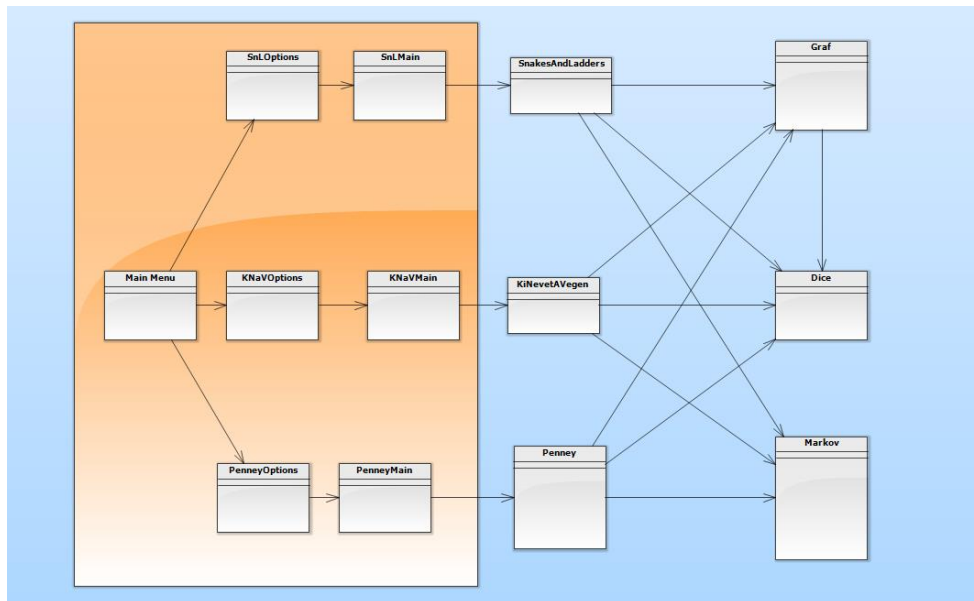 SnLOptions
SnLMain
SnakesAndLadders
Graf
Main Menu
KNaVOptions
KNaVMain
KiNevetAVegen
Dice
PenneyOptions
PenneyMain
Penney
Markov